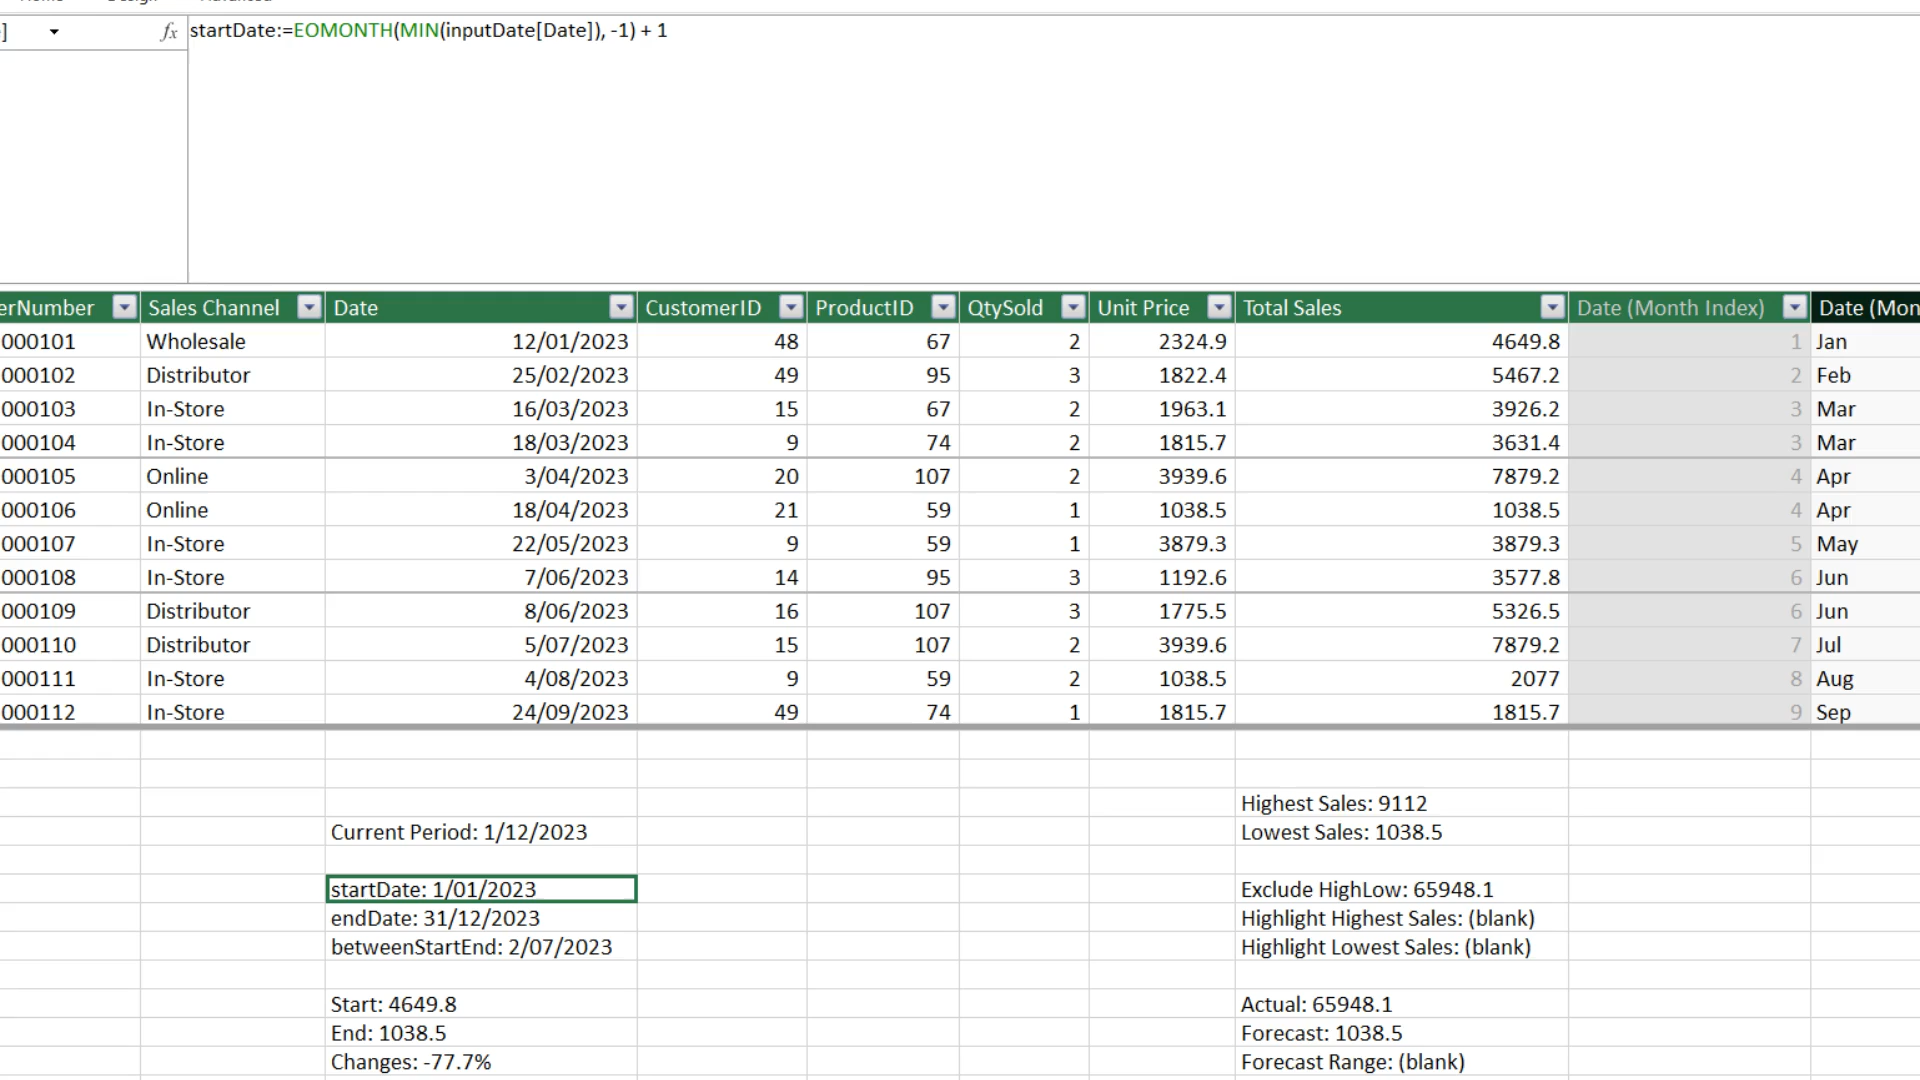 startDate:=EOMONTH(MIN(inputDate[Date]), -1) + 1
erNumber Sales Channel Date CustomerID ProductID QtySold Unit Price Total Sales Date (Month Index) Date (Mon
000101 Wholesale 12/01/2023 48 67 2 2324.9 4649.8 1 Jan
000102 Distributor 25/02/2023 49 95 3 1822.4 5467.2 2 Feb
000103 In-Store 16/03/2023 15 67 2 1963.1 3926.2 3 Mar
000104 In-Store 18/03/2023 9 74 2 1815.7 3631.4 3 Mar
000105 Online 3/04/2023 20 107 2 3939.6 7879.2 4 Apr
000106 Online 18/04/2023 21 59 1 1038.5 1038.5 4 Apr
000107 In-Store 22/05/2023 9 59 1 3879.3 3879.3 5 May
000108 In-Store 7/06/2023 14 95 3 1192.6 3577.8 6 Jun
000109 Distributor 8/06/2023 16 107 3 1775.5 5326.5 6 Jun
000110 Distributor 5/07/2023 15 107 2 3939.6 7879.2 7 Jul
000111 In-Store 4/08/2023 9 59 2 1038.5 2077 8 Aug
000112 In-Store 24/09/2023 49 74 1 1815.7 1815.7 9 Sep
Highest Sales: 9112
Current Period: 1/12/2023 Lowest Sales: 1038.5
startDate: 1/01/2023 Exclude HighLow: 65948.1
endDate: 31/12/2023 Highlight Highest Sales: (blank)
betweenStartEnd: 2/07/2023 Highlight Lowest Sales: (blank)
Start: 4649.8 Actual: 65948.1
End: 1038.5 Forecast: 1038.5
Changes: -77.7% Forecast Range: (blank)